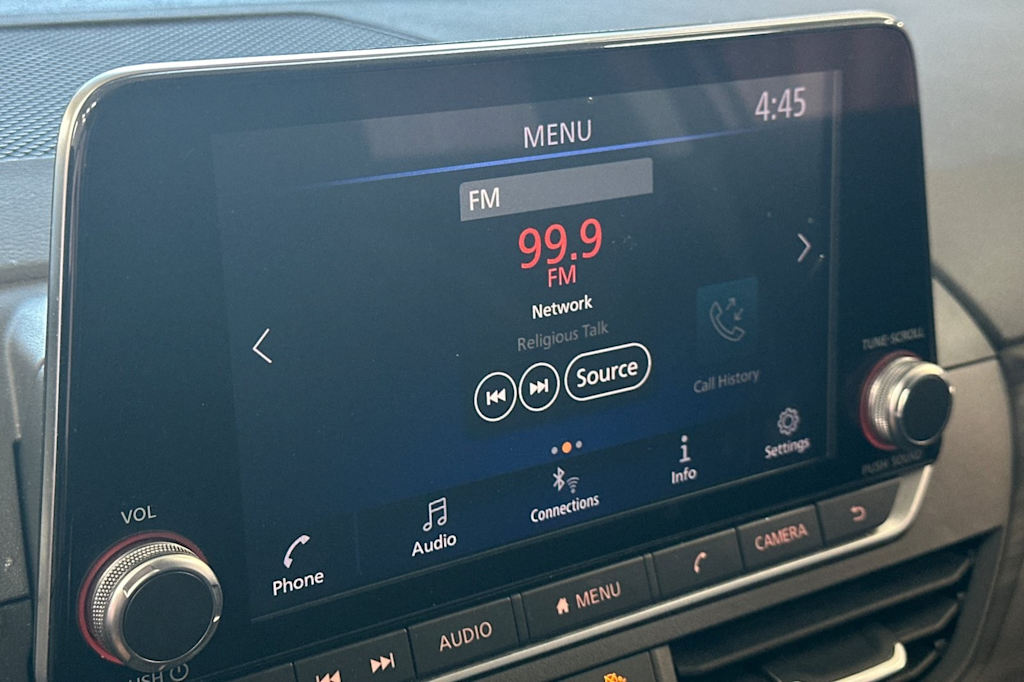 MENU
4:45
FM
99.9
FM
Network
Religious Talk
Source
Call History
Phone
Audio
Connections
Info
Settings
VOL
TUNE·SCROLL
PUSH SOUND
AUDIO
MENU
CAMERA